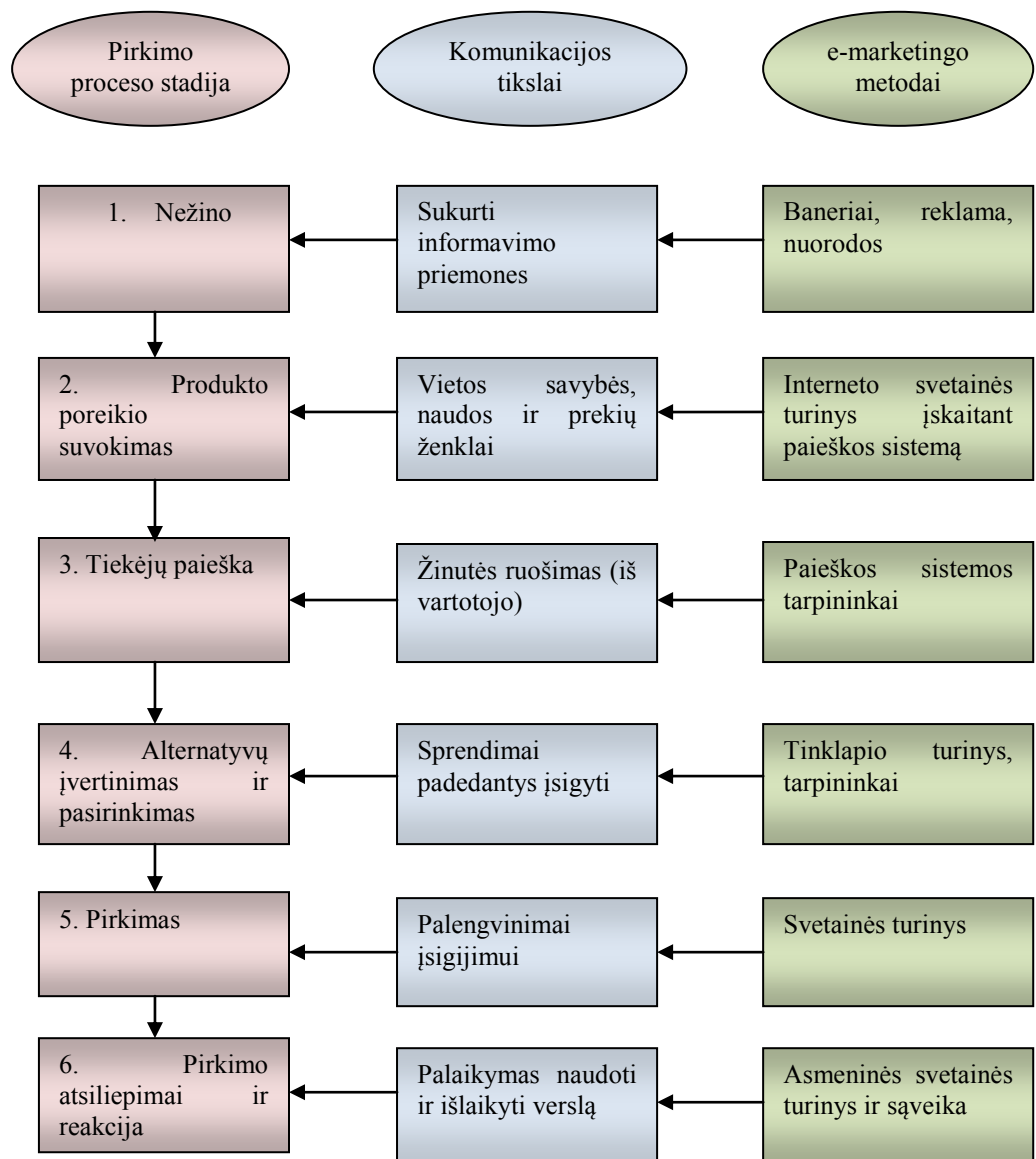 Pirkimo
proceso stadija
Komunikacijos
tikslai
e-marketingo
metodai
1. Nežino
Sukurti
informavimo
priemones
Baneriai, reklama,
nuorodos
2. Produkto
poreikio
suvokimas
Vietos savybės,
naudos ir prekių
ženklai
Interneto svetainės
turinys įskaitant
paieškos sistemą
3. Tiekėjų paieška
Žinutės ruošimas (iš
vartotojo)
Paieškos sistemos
tarpininkai
4. Alternatyvų
įvertinimas ir
pasirinkimas
Sprendimai
padedantys įsigyti
Tinklapio turinys,
tarpininkai
5. Pirkimas
Palengvinimai
įsigijimui
Svetainės turinys
6. Pirkimo
atsiliepimai ir
reakcija
Palaikymas naudoti
ir išlaikyti verslą
Asmeninės svetainės
turinys ir sąveika